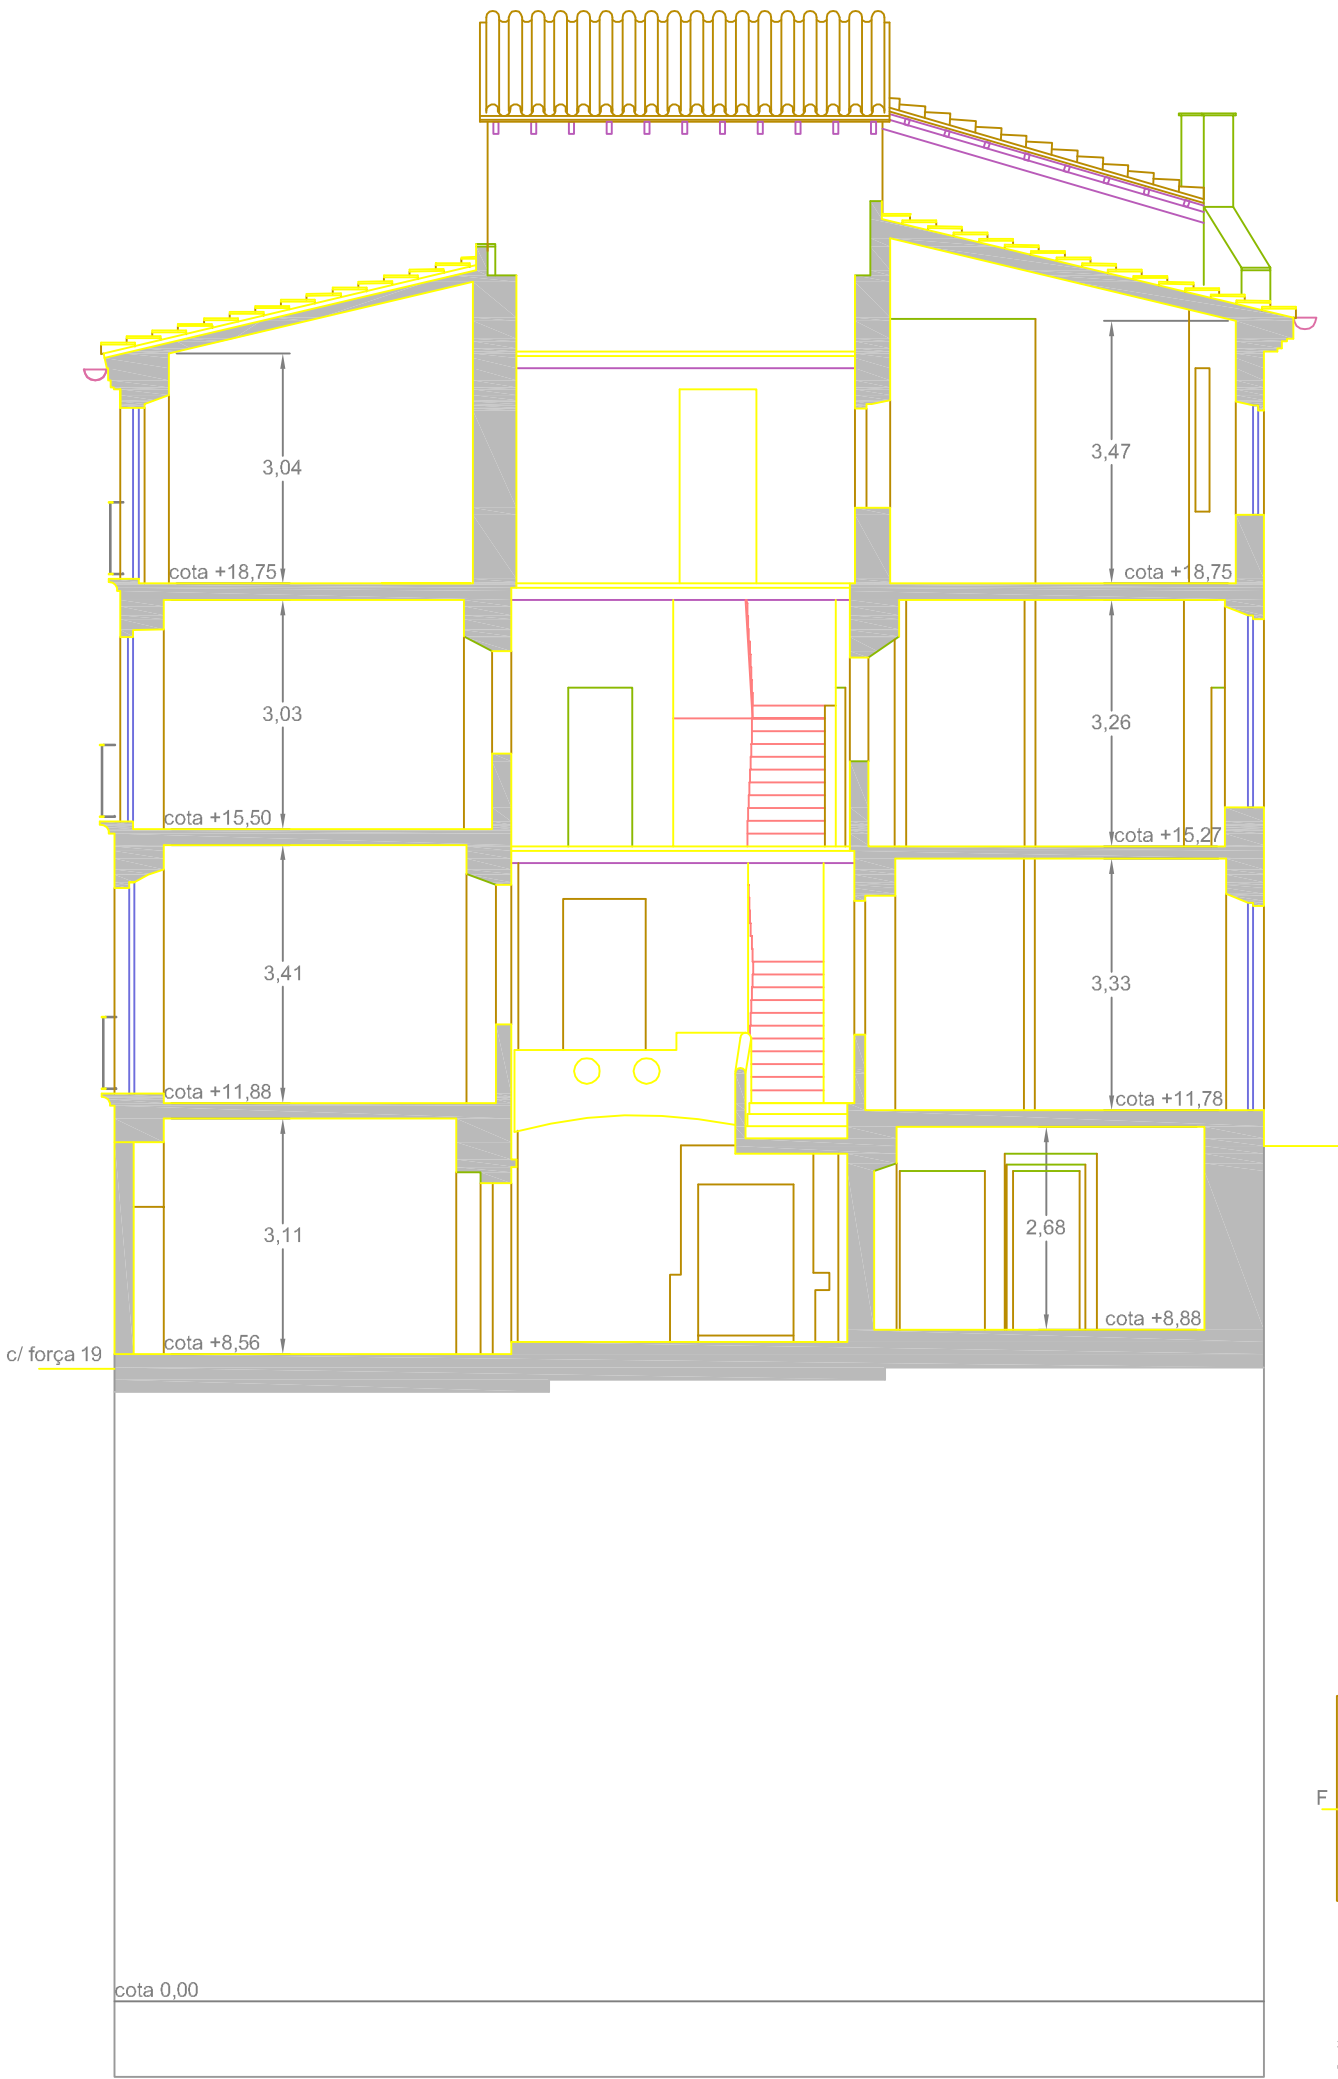 3,04
3,47
cota +18,75
cota +18,75
3,03
3,26
cota +15,50
cota +15,27
3,41
3,33
cota +11,88
cota +11,78
3,11
2,68
cota +8,56
cota +8,88
c/ força 19
F
cota 0,00